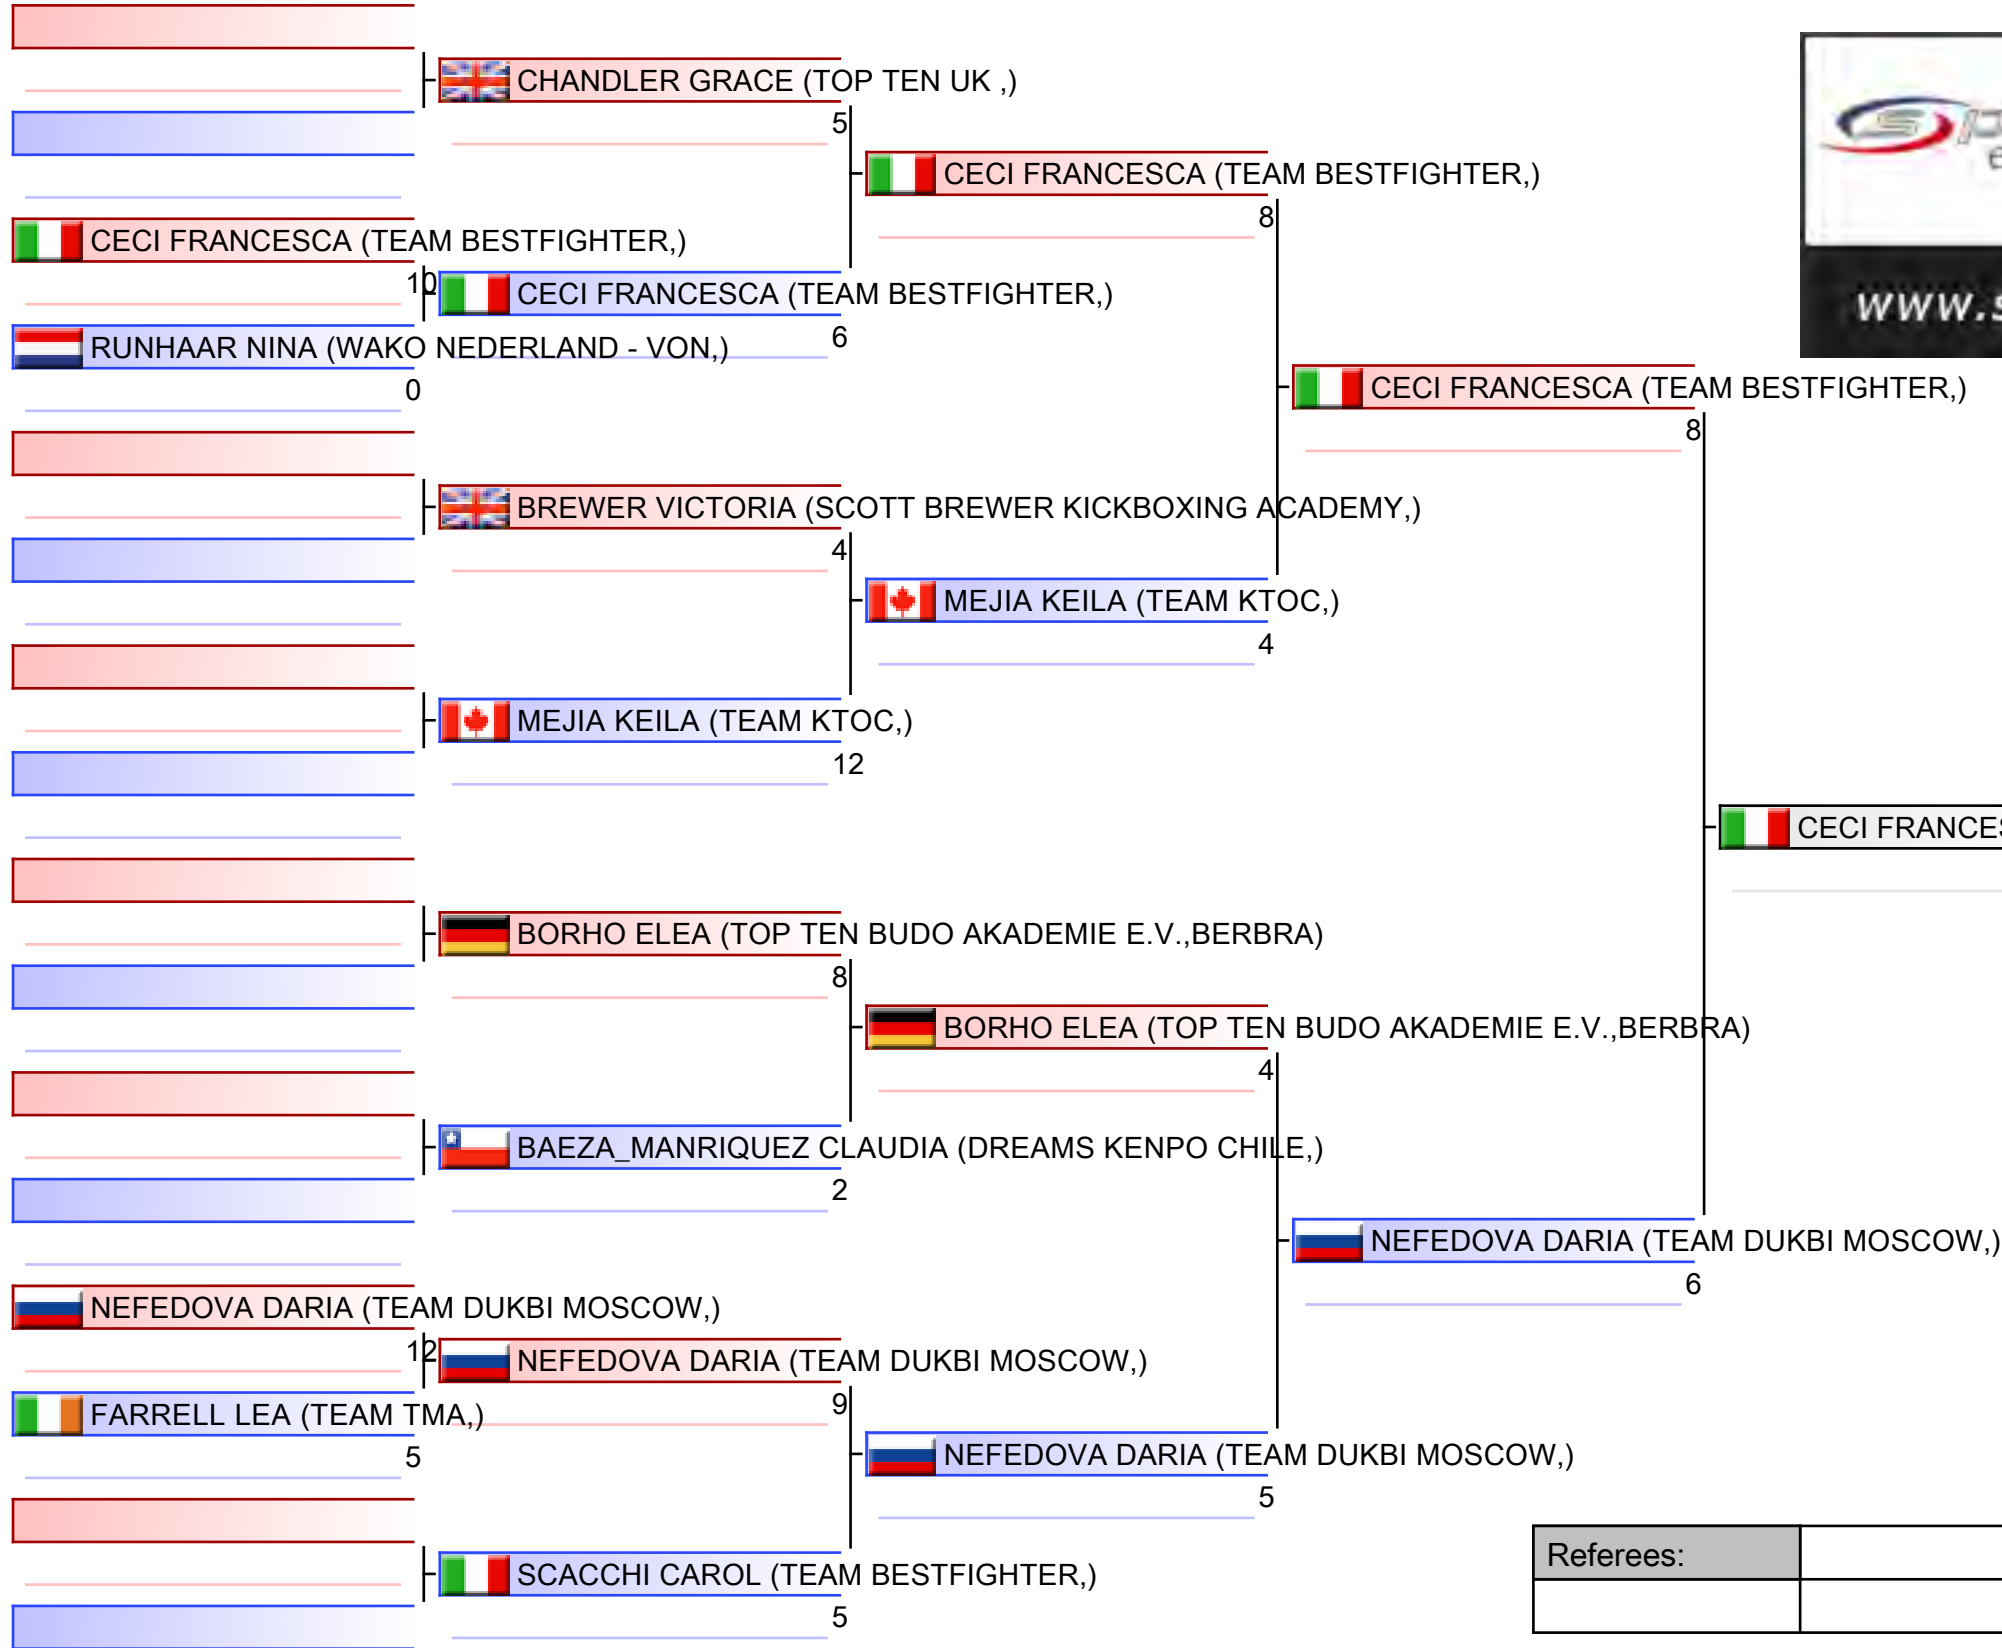 CHANDLER GRACE (TOP TEN UK ,)
5
CECI FRANCESCA (TEAM BESTFIGHTER,)
8
CECI FRANCESCA (TEAM BESTFIGHTER,)
10
CECI FRANCESCA (TEAM BESTFIGHTER,)
6
RUNHAAR NINA (WAKO NEDERLAND - VON,)
0
www.s
CECI FRANCESCA (TEAM BESTFIGHTER,)
8
BREWER VICTORIA (SCOTT BREWER KICKBOXING ACADEMY,)
4
MEJIA KEILA (TEAM KTOC,)
4
MEJIA KEILA (TEAM KTOC,)
12
CECI FRANCES
BORHO ELEA (TOP TEN BUDO AKADEMIE E.V.,BERBRA)
8
BORHO ELEA (TOP TEN BUDO AKADEMIE E.V.,BERBRA)
4
BAEZA_MANRIQUEZ CLAUDIA (DREAMS KENPO CHILE,)
2
NEFEDOVA DARIA (TEAM DUKBI MOSCOW,)
6
NEFEDOVA DARIA (TEAM DUKBI MOSCOW,)
12
NEFEDOVA DARIA (TEAM DUKBI MOSCOW,)
9
FARRELL LEA (TEAM TMA,)
5
NEFEDOVA DARIA (TEAM DUKBI MOSCOW,)
5
SCACCHI CAROL (TEAM BESTFIGHTER,)
5
Referees: